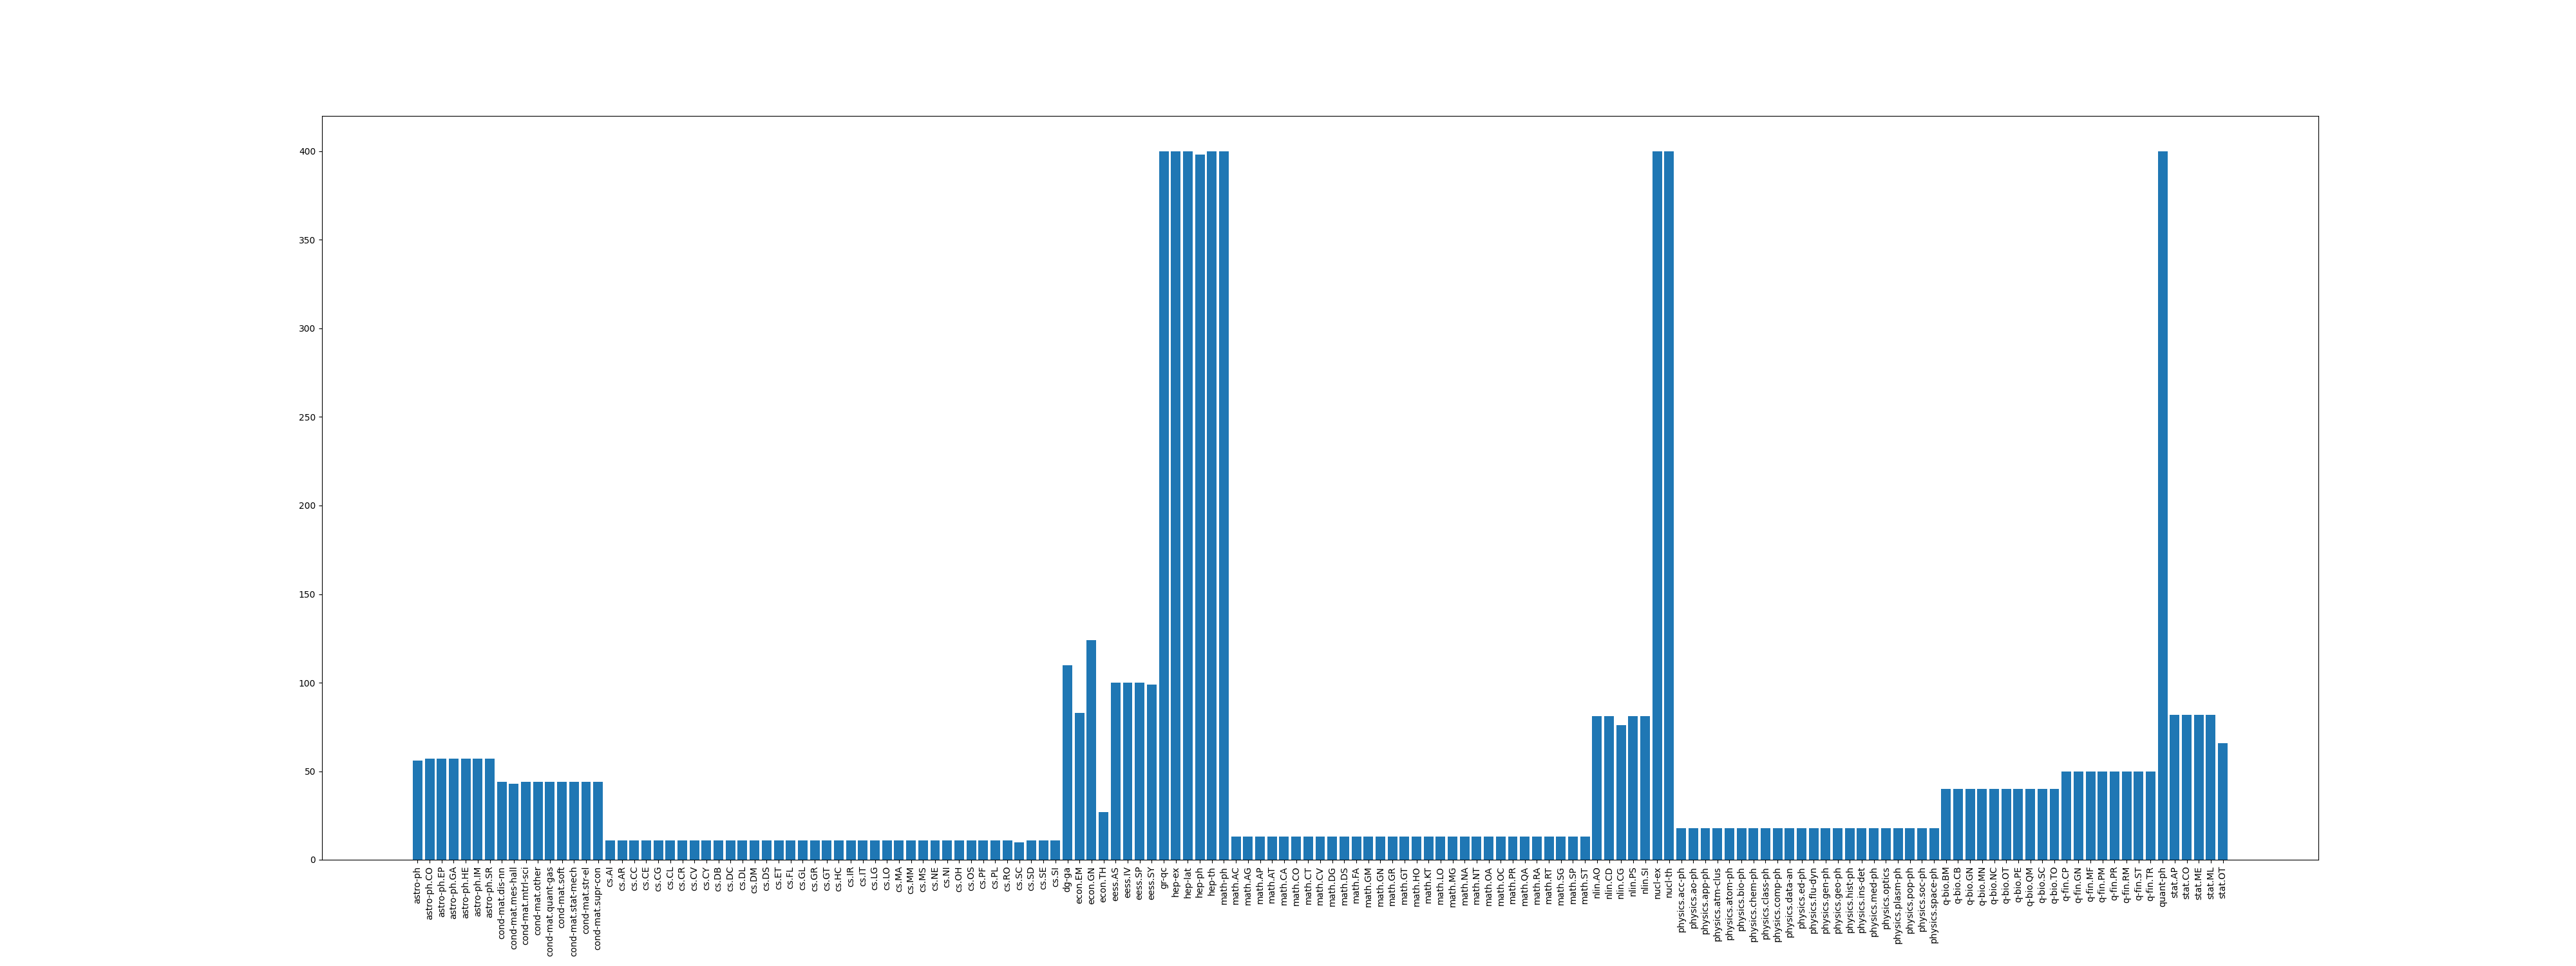 400
350
300
250
200
150
100
50
0
astro-ph
astro-ph.CO
astro-ph.EP
astro-ph.GA
astro-ph.HE
astro-ph.IM
astro-ph.SR
cond-mat.dis-nn
cond-mat.mes-hall
cond-mat.mtrl-sci
cond-mat.other
cond-mat.quant-gas
cond-mat.soft
cond-mat.stat-mech
cond-mat.str-el
cond-mat.supr-con
cs.AI
cs.AR
cs.CC
cs.CE
cs.CG
cs.CL
cs.CR
cs.CV
cs.CY
cs.DB
cs.DC
cs.DL
cs.DM
cs.DS
cs.ET
cs.FL
cs.GL
cs.GR
cs.GT
cs.HC
cs.IR
cs.IT
cs.LG
cs.LO
cs.MA
cs.MM
cs.MS
cs.NE
cs.NI
cs.OH
cs.OS
cs.PF
cs.PL
cs.RO
cs.SC
cs.SD
cs.SE
cs.SI
dg-ga
econ.EM
econ.GN
econ.TH
eess.AS
eess.IV
eess.SP
eess.SY
gr-qc
hep-ex
hep-lat
hep-ph
hep-th
math-ph
math.AC
math.AG
math.AP
math.AT
math.CA
math.CO
math.CT
math.CV
math.DG
math.DS
math.FA
math.GM
math.GN
math.GR
math.GT
math.HO
math.KT
math.LO
math.MG
math.NA
math.NT
math.OA
math.OC
math.PR
math.QA
math.RA
math.RT
math.SG
math.SP
math.ST
nlin.AO
nlin.CD
nlin.CG
nlin.PS
nlin.SI
nucl-ex
nucl-th
physics.acc-ph
physics.ao-ph
physics.app-ph
physics.atm-clus
physics.atom-ph
physics.bio-ph
physics.chem-ph
physics.class-ph
physics.comp-ph
physics.data-an
physics.ed-ph
physics.flu-dyn
physics.gen-ph
physics.geo-ph
physics.hist-ph
physics.ins-det
physics.med-ph
physics.optics
physics.plasm-ph
physics.pop-ph
physics.soc-ph
physics.space-ph
q-bio.BM
q-bio.CB
q-bio.GN
q-bio.MN
q-bio.NC
q-bio.OT
q-bio.PE
q-bio.QM
q-bio.SC
q-bio.TO
q-fin.CP
q-fin.GN
q-fin.MF
q-fin.PM
q-fin.PR
q-fin.RM
q-fin.ST
q-fin.TR
quant-ph
stat.AP
stat.CO
stat.ME
stat.ML
stat.OT